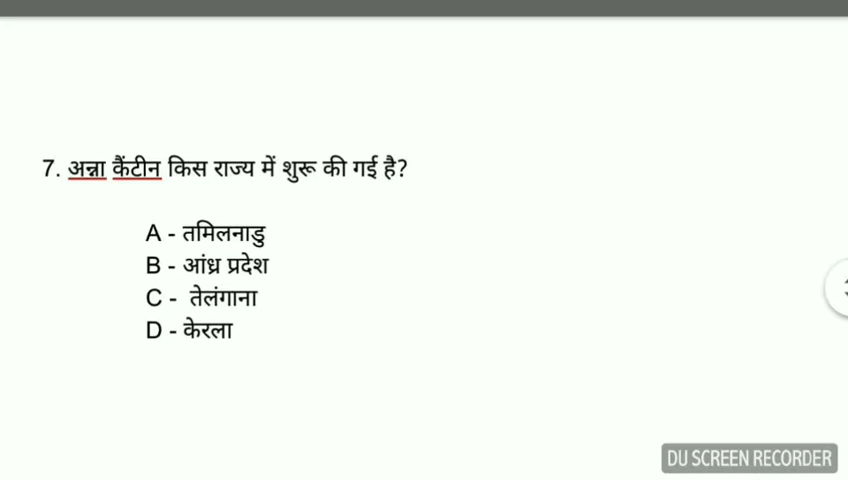 7. अन्ना कैंटीन किस राज्य में शुरू की गई है?
A - तमिलनाडु
B - आंध्र प्रदेश
C - तेलंगाना
D - केरला
DU SCREEN RECORDER